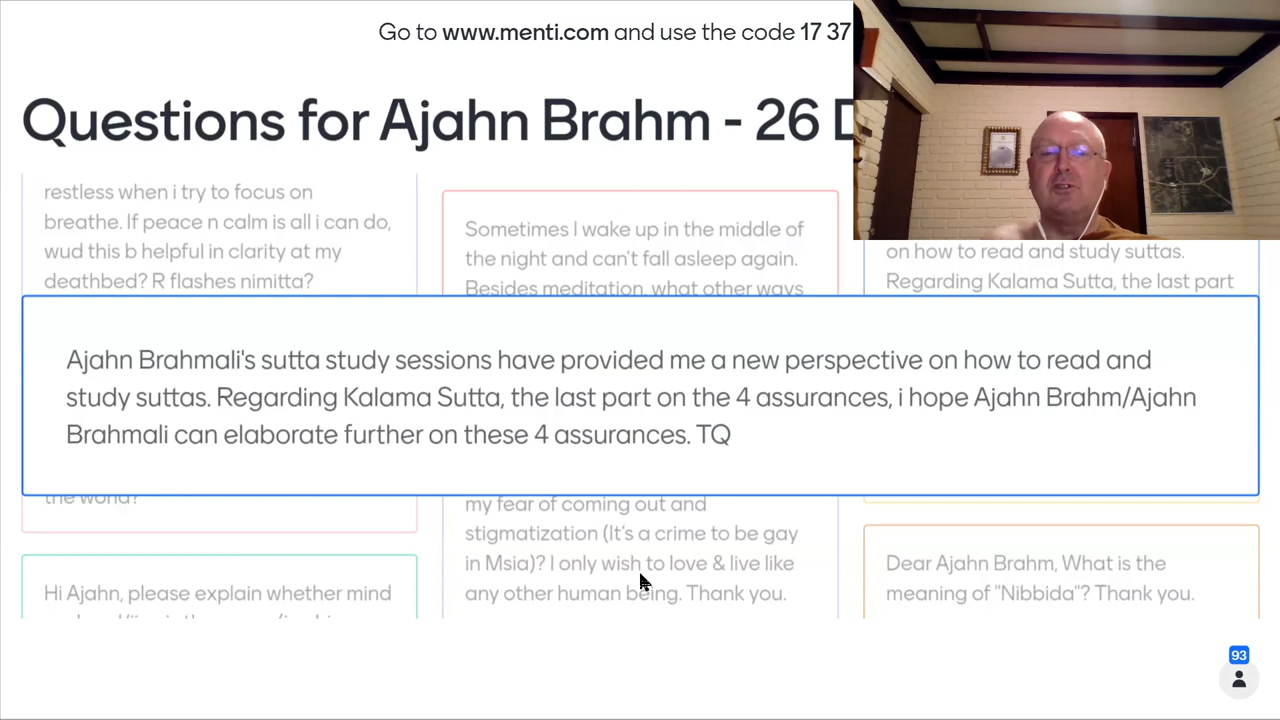 Go to www.menti.com and use the code 17 37
Questions for Ajahn Brahm - 26 D
restless when i try to focus on
breathe. If peace n calm is all i can do,
wud this b helpful in clarity at my
deathbed? R flashes nimitta?
Sometimes I wake up in the middle of
the night and can't fall asleep again.
Besides meditation, what other ways
on how to read and study suttas.
Regarding Kalama Sutta, the last part
Ajahn Brahmali's sutta study sessions have provided me a new perspective on how to read and
study suttas. Regarding Kalama Sutta, the last part on the 4 assurances, i hope Ajahn Brahm/Ajahn
Brahmali can elaborate further on these 4 assurances. TQ
the world?
Hi Ajahn, please explain whether mind
my fear of coming out and
stigmatization (It's a crime to be gay
in Msia)? I only wish to love & live like
any other human being. Thank you.
Dear Ajahn Brahm, What is the
meaning of "Nibbida"? Thank you.
93